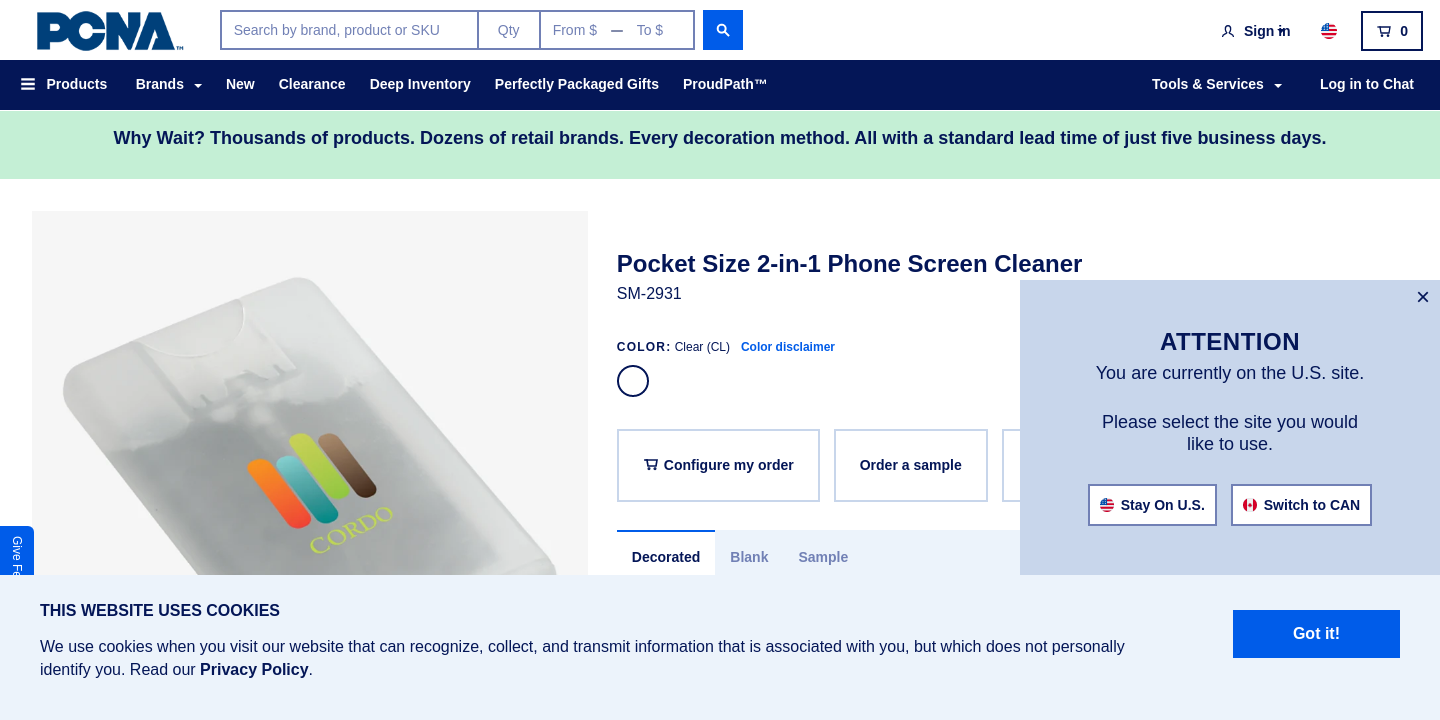 PCNA™
Search by brand, product or SKU
Qty
From $ — To $
Sign in
0
Products
Brands
New
Clearance
Deep Inventory
Perfectly Packaged Gifts
ProudPath™
Tools & Services
Log in to Chat
Why Wait? Thousands of products. Dozens of retail brands. Every decoration method. All with a standard lead time of just five business days.
CORDO
Pocket Size 2-in-1 Phone Screen Cleaner
SM-2931
COLOR: Clear (CL) Color disclaimer
Configure my order
Order a sample
Decorated
Blank
Sample
×
ATTENTION
You are currently on the U.S. site.
Please select the site you would
like to use.
Stay On U.S.
Switch to CAN
Give
THIS WEBSITE USES COOKIES
We use cookies when you visit our website that can recognize, collect, and transmit information that is associated with you, but which does not personally
identify you. Read our Privacy Policy.
Got it!